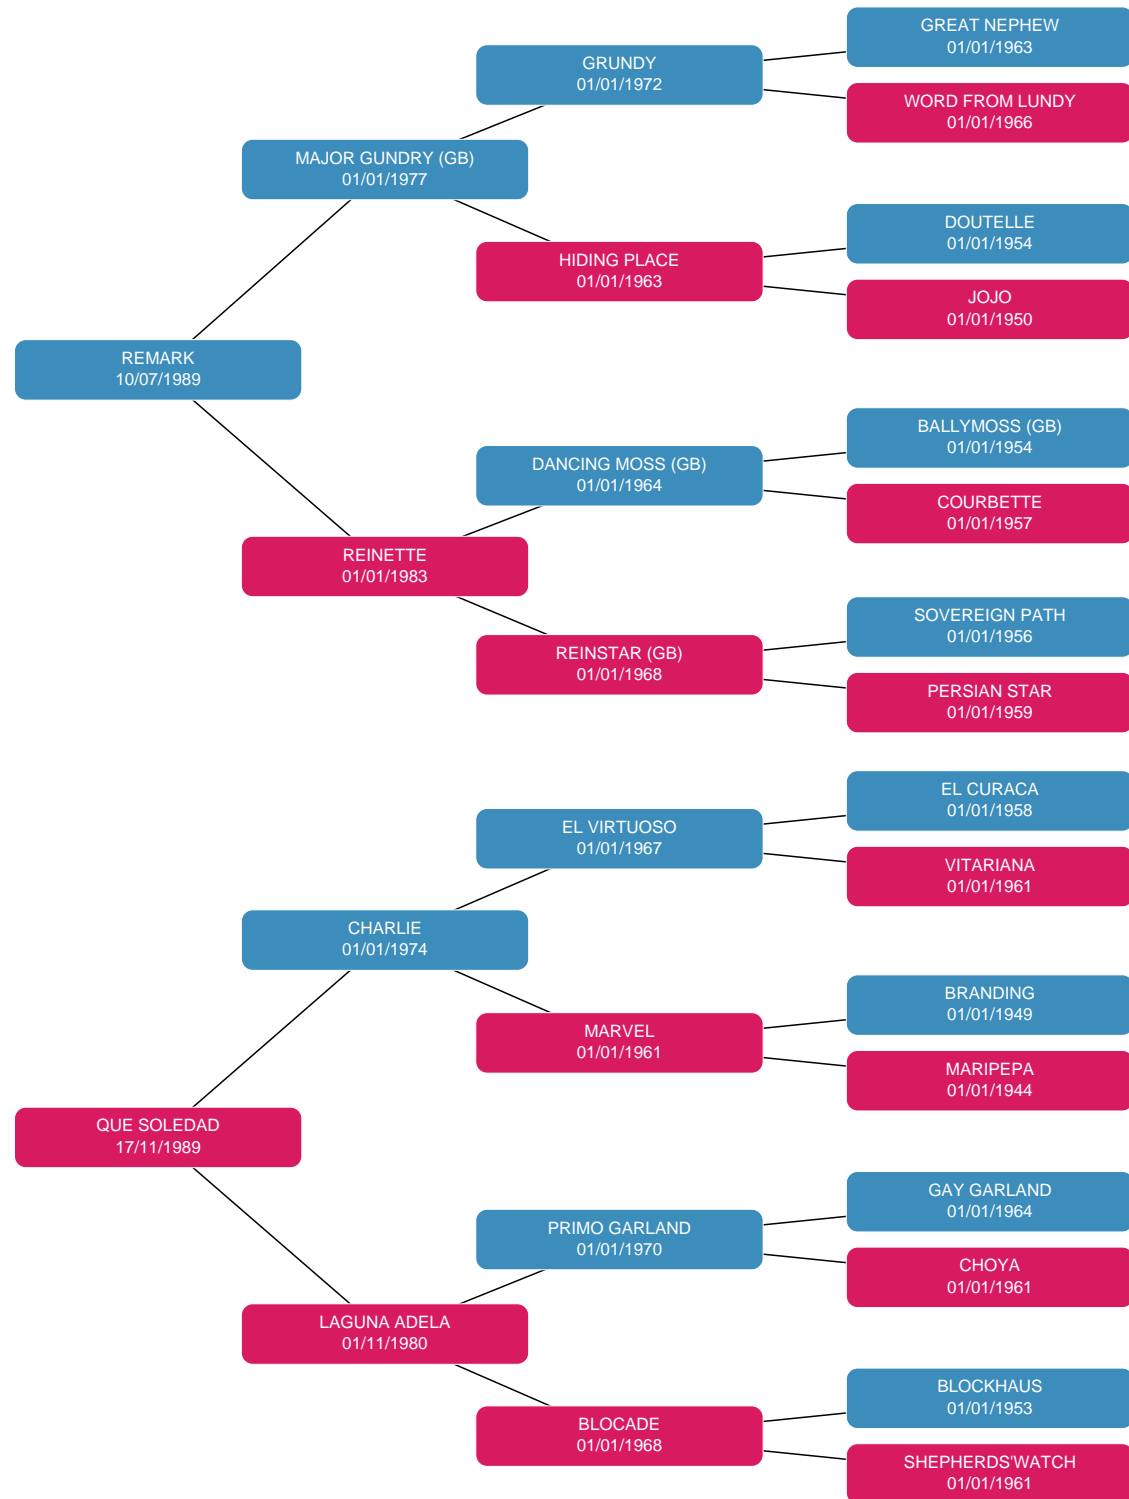 GREAT NEPHEW
01/01/1963
GRUNDY
01/01/1972
WORD FROM LUNDY
01/01/1966
MAJOR GUNDRY (GB)
01/01/1977
DOUTELLE
01/01/1954
HIDING PLACE
01/01/1963
JOJO
01/01/1950
REMARK
10/07/1989
BALLYMOSS (GB)
01/01/1954
DANCING MOSS (GB)
01/01/1964
COURBETTE
01/01/1957
REINETTE
01/01/1983
SOVEREIGN PATH
01/01/1956
REINSTAR (GB)
01/01/1968
PERSIAN STAR
01/01/1959
EL CURACA
01/01/1958
EL VIRTUOSO
01/01/1967
VITARIANA
01/01/1961
CHARLIE
01/01/1974
BRANDING
01/01/1949
MARVEL
01/01/1961
MARIPEPA
01/01/1944
QUE SOLEDAD
17/11/1989
GAY GARLAND
01/01/1964
PRIMO GARLAND
01/01/1970
CHOYA
01/01/1961
LAGUNA ADELA
01/11/1980
BLOCKHAUS
01/01/1953
BLOCADE
01/01/1968
SHEPHERDS'WATCH
01/01/1961